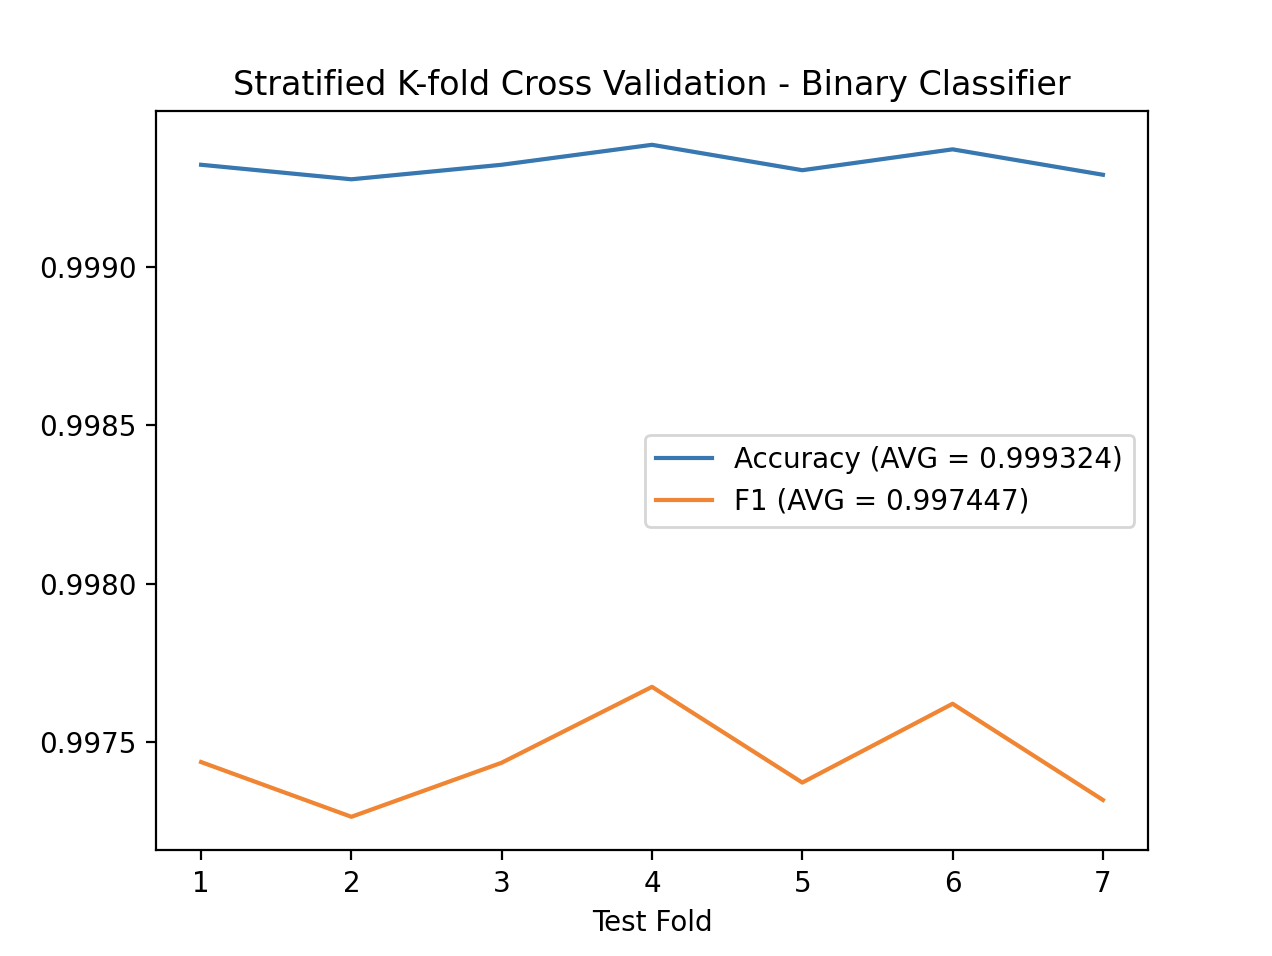 Stratified K-fold Cross Validation - Binary Classifier
0.9990
0.9985
Accuracy (AVG = 0.999324)
F1 (AVG = 0.997447)
0.9980
0.9975
1 2 3 4 5 6 7
Test Fold